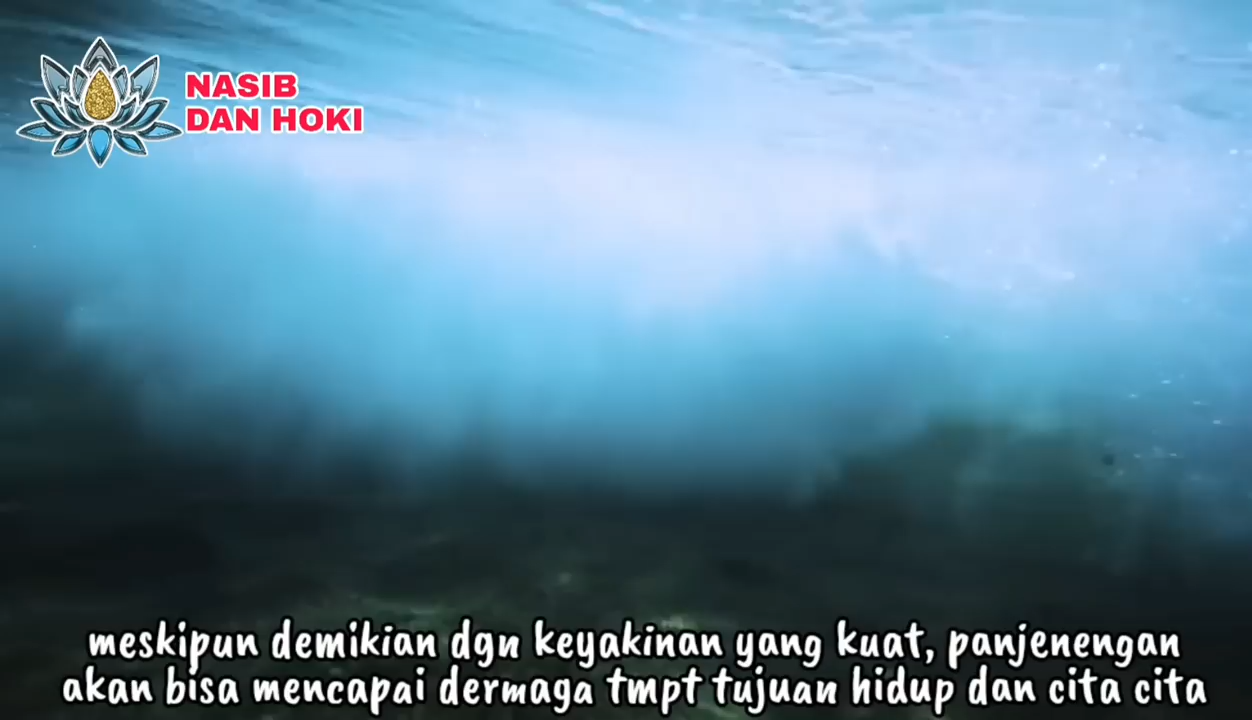 NASIB
DAN HOKI
meskipun demikian dgn keyakinan yang kuat, panjenengan
akan bisa mencapai dermaga tmpt tujuan hidup dan cita cita